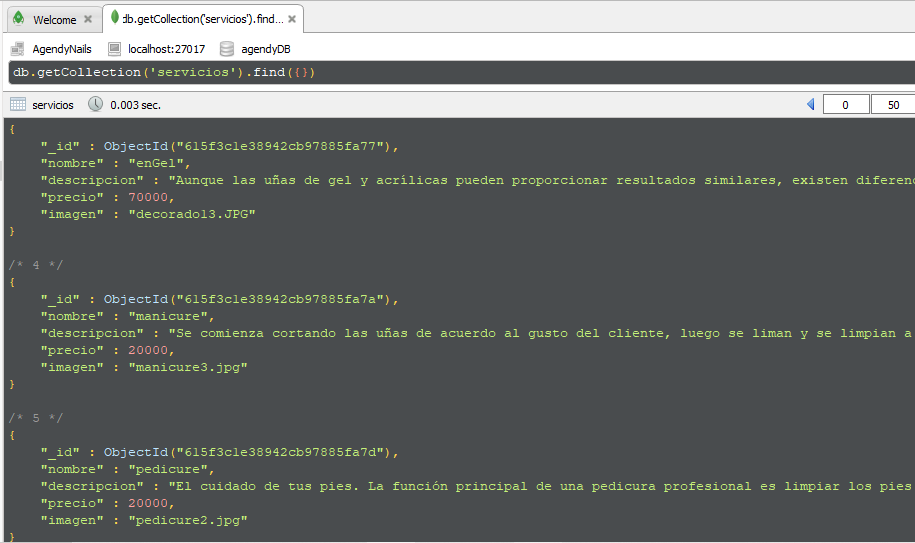 Welcome
db.getCollection('servicios').find...
AgendyNails localhost:27017 agendyDB
db.getCollection('servicios').find({})
servicios 0.003 sec. 0 50
{
"_id" : ObjectId("615f3c1e38942cb97885fa77"),
"nombre" : "enGel",
"descripcion" : "Aunque las uñas de gel y acrílicas pueden proporcionar resultados similares, existen diferenc
"precio" : 70000,
"imagen" : "decorado13.JPG"
}
/* 4 */
{
"_id" : ObjectId("615f3c1e38942cb97885fa7a"),
"nombre" : "manicure",
"descripcion" : "Se comienza cortando las uñas de acuerdo al gusto del cliente, luego se liman y se limpian a
"precio" : 20000,
"imagen" : "manicure3.jpg"
}
/* 5 */
{
"_id" : ObjectId("615f3c1e38942cb97885fa7d"),
"nombre" : "pedicure",
"descripcion" : "El cuidado de tus pies. La función principal de una pedicura profesional es limpiar los pies
"precio" : 20000,
"imagen" : "pedicure2.jpg"
}